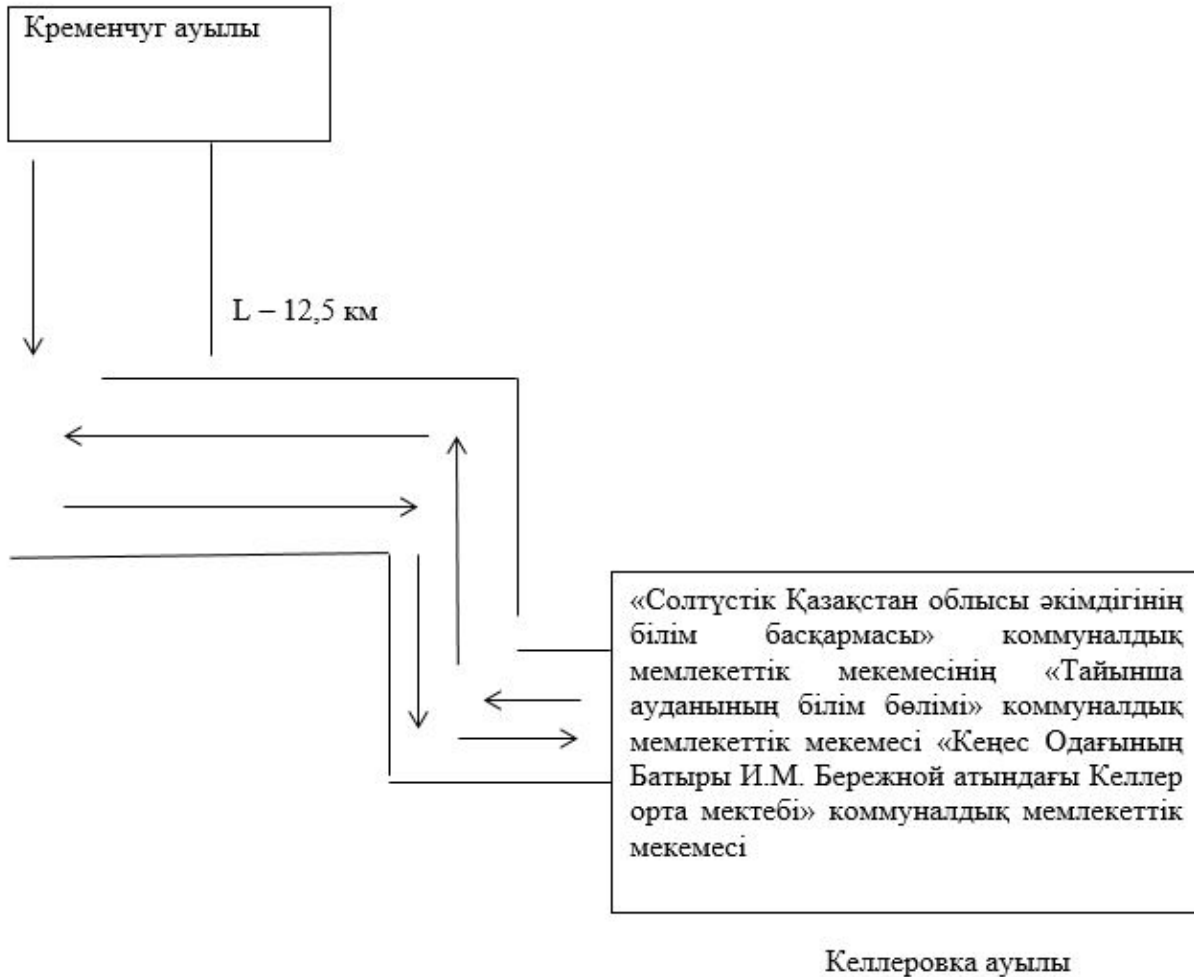 Кременчуг ауылы
L – 12,5 км
«Солтүстік Қазақстан облысы әкімдігінің
білім басқармасы» коммуналдық
мемлекеттік мекемесінің «Тайынша
ауданының білім бөлімі» коммуналдық
мемлекеттік мекемесі «Кеңес Одағының
Батыры И.М. Бережной атындағы Келлер
орта мектебі» коммуналдық мемлекеттік
мекемесі
Келлеровка ауылы